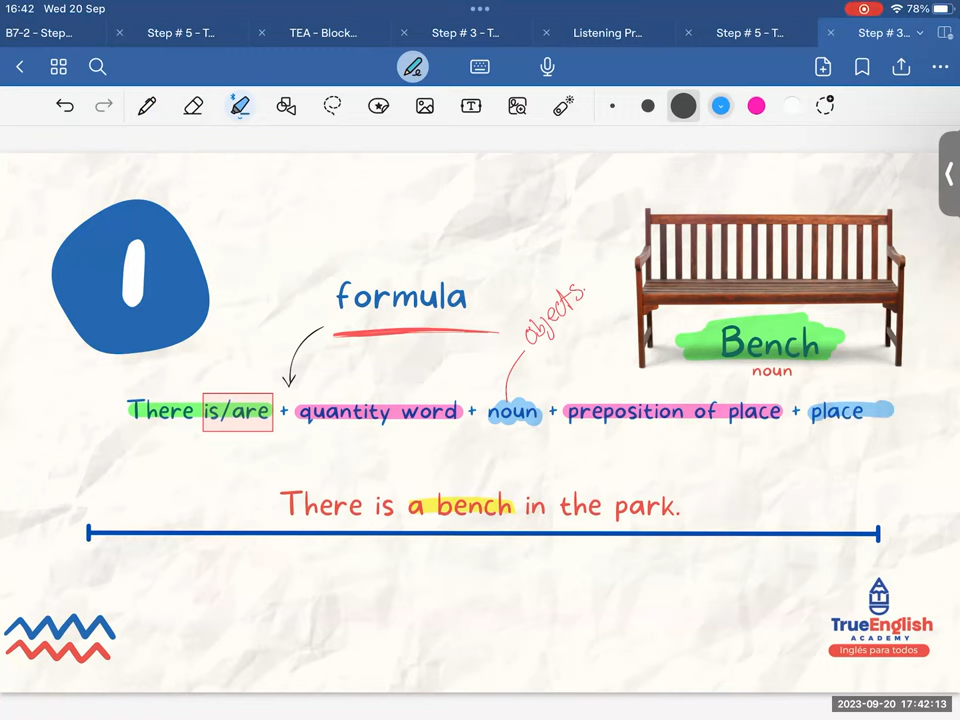 16:42 Wed 20 Sep
78%
B7-2 - Step...
Step # 5 - T...
TEA - Block...
Step # 3 - T...
Listening Pr...
Step # 5 - T...
Step # 3...
T
1
formula
objects.
Bench
noun
There is/are + quantity word + noun + preposition of place + place
There is a bench in the park.
TrueEnglish
ACADEMY
Inglés para todos
2023-09-20 17:42:13